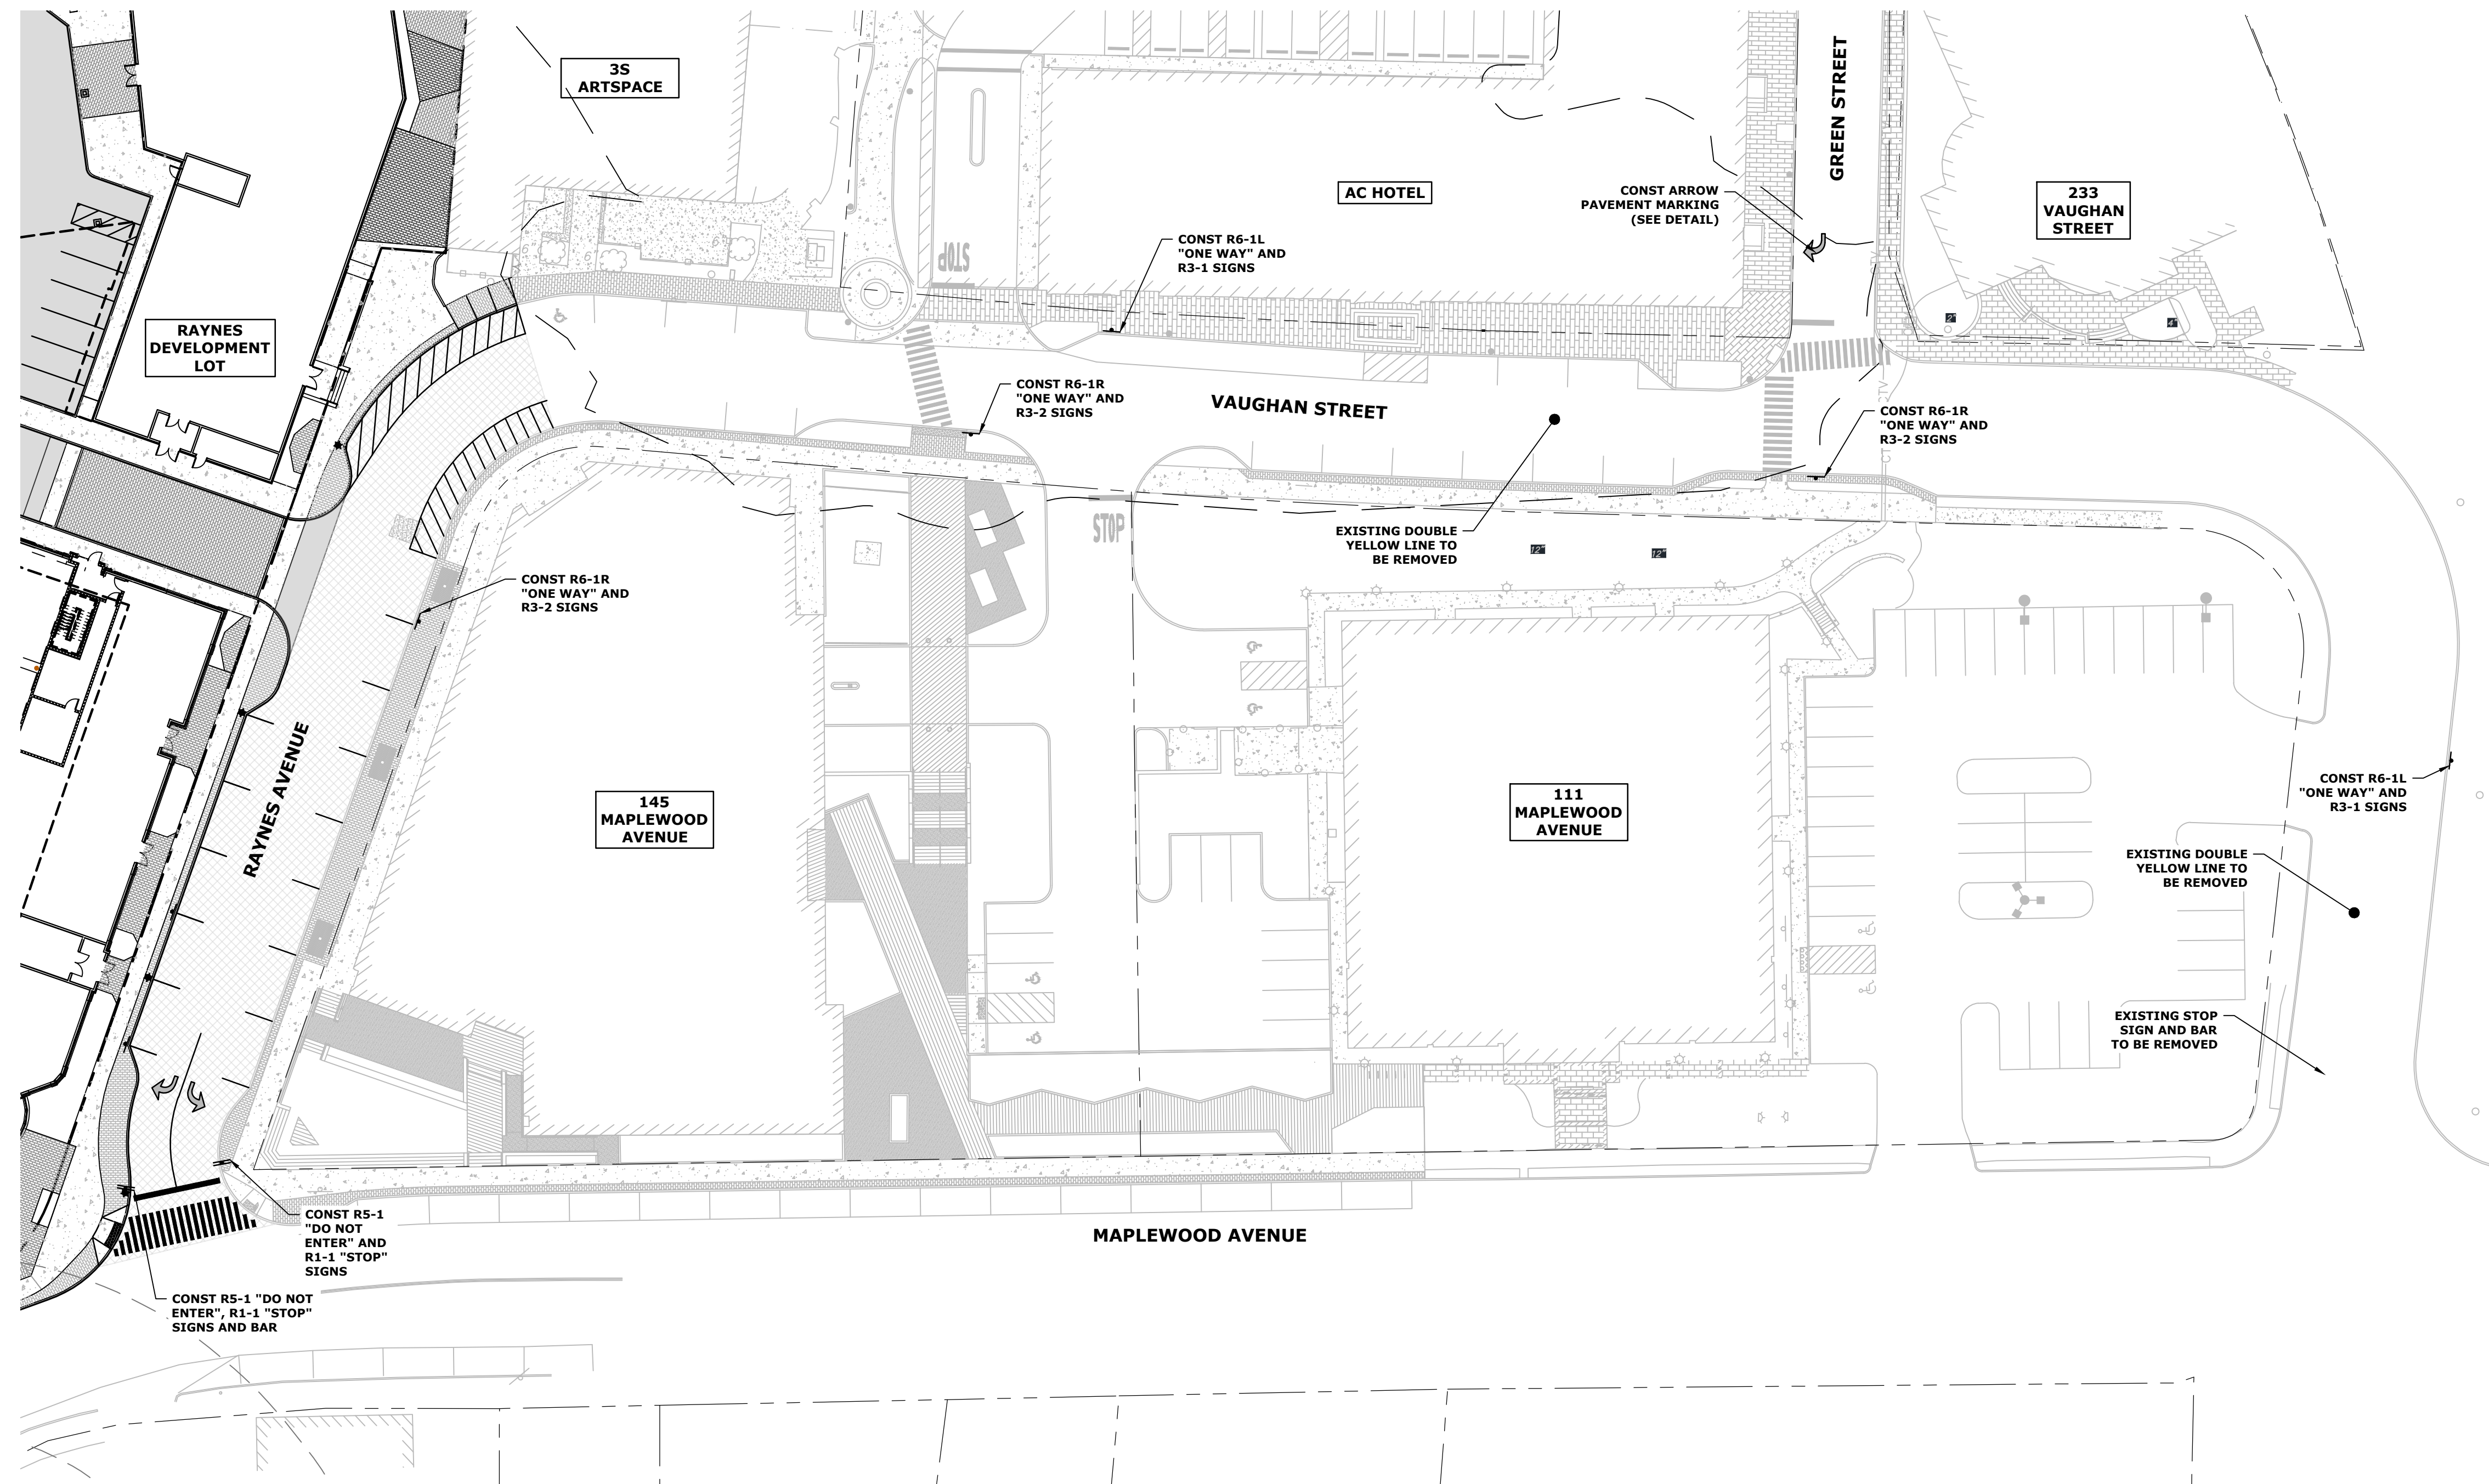 3S
ARTSPACE
GREEN STREET
AC HOTEL
CONST ARROW
PAVEMENT MARKING
(SEE DETAIL)
233
VAUGHAN
STREET
CONST R6-1L
"ONE WAY" AND
R3-1 SIGNS
STOP
RAYNES
DEVELOPMENT
LOT
2"
4"
CONST R6-1R
"ONE WAY" AND
R3-2 SIGNS
VAUGHAN STREET
CONST R6-1R
"ONE WAY" AND
R3-2 SIGNS
STOP
EXISTING DOUBLE
YELLOW LINE TO
BE REMOVED
12"
12"
CONST R6-1R
"ONE WAY" AND
R3-2 SIGNS
RAYNES AVENUE
145
MAPLEWOOD
AVENUE
111
MAPLEWOOD
AVENUE
CONST R6-1L
"ONE WAY" AND
R3-1 SIGNS
EXISTING DOUBLE
YELLOW LINE TO
BE REMOVED
EXISTING STOP
SIGN AND BAR
TO BE REMOVED
CONST R5-1
"DO NOT
ENTER" AND
R1-1 "STOP"
SIGNS
MAPLEWOOD AVENUE
CONST R5-1 "DO NOT
ENTER", R1-1 "STOP"
SIGNS AND BAR